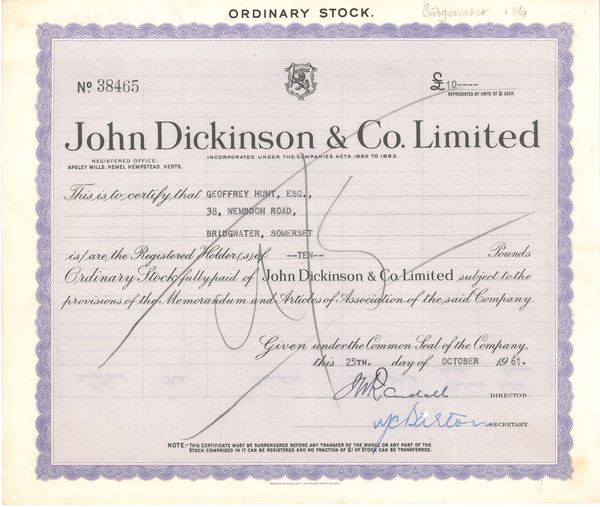 ORDINARY STOCK.
Bridgewater
Nº 38465
£ 10----
REPRESENTED BY UNITS OF £1 EACH.
John Dickinson & Co. Limited
REGISTERED OFFICE:
APSLEY MILLS, HEMEL HEMPSTEAD, HERTS.
INCORPORATED UNDER THE COMPANIES ACTS 1862 TO 1883.
This is to certify that GEOFFREY HUNT, ESQ.,
38, WEMBDON ROAD,
BRIDGWATER, SOMERSET
is/are the Registered Holder(s) of --TEN-- Pounds
Ordinary Stock fully paid of John Dickinson & Co. Limited subject to the
provisions of the Memorandum and Articles of Association of the said Company.
Given under the Common Seal of the Company,
this 25TH. day of OCTOBER 1961.
DIRECTOR.
SECRETARY.
NOTE:-THIS CERTIFICATE MUST BE SURRENDERED BEFORE ANY TRANSFER OF THE WHOLE OR ANY PART OF THE
STOCK COMPRISED IN IT CAN BE REGISTERED AND NO FRACTION OF £1 OF STOCK CAN BE TRANSFERRED.